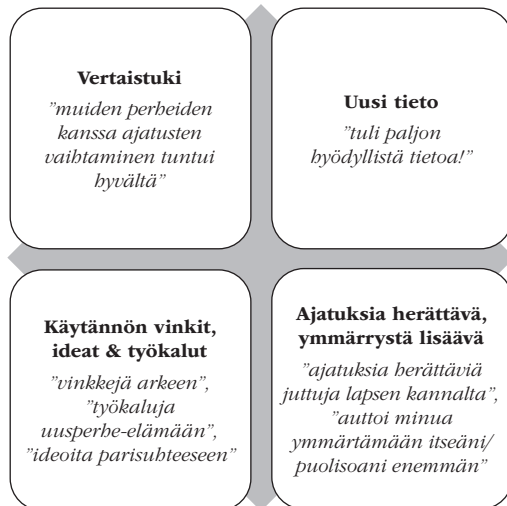 Vertaistuki
”muiden perheiden
kanssa ajatusten
vaihtaminen tuntui
hyvältä”
Uusi tieto
”tuli paljon
hyödyllistä tietoa!”
Käytännön vinkit,
ideat & työkalut
”vinkkejä arkeen”,
”työkaluja
uusperhe-elämään”,
”ideoita parisuhteeseen”
Ajatuksia herättävä,
ymmärrystä lisäävä
”ajatuksia herättäviä
juttuja lapsen kannalta”,
”auttoi minua
ymmärtämään itseäni/
puolisoani enemmän”